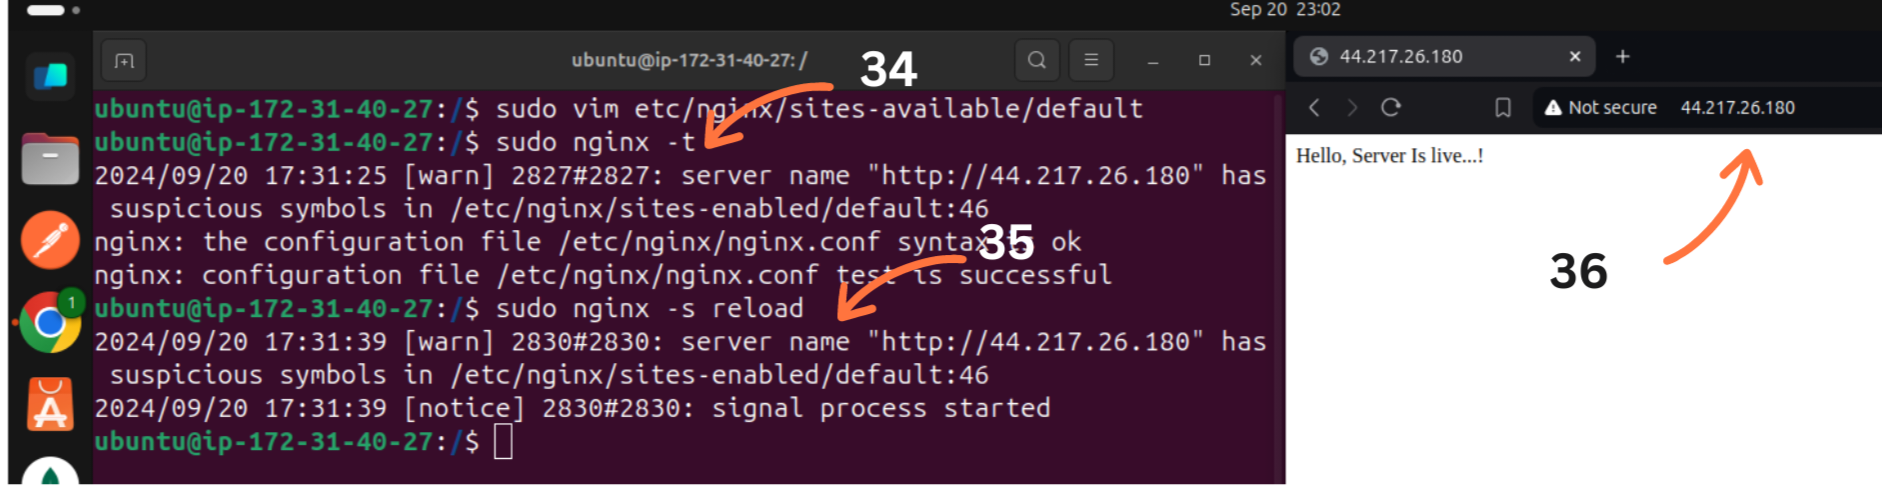 Sep 20 23:02
ubuntu@ip-172-31-40-27: /
34
44.217.26.180
Not secure 44.217.26.180
ubuntu@ip-172-31-40-27:/$ sudo vim etc/nginx/sites-available/default
ubuntu@ip-172-31-40-27:/$ sudo nginx -t
2024/09/20 17:31:25 [warn] 2827#2827: server name "http://44.217.26.180" has
suspicious symbols in /etc/nginx/sites-enabled/default:46
nginx: the configuration file /etc/nginx/nginx.conf syntax is ok
35
nginx: configuration file /etc/nginx/nginx.conf test is successful
ubuntu@ip-172-31-40-27:/$ sudo nginx -s reload
2024/09/20 17:31:39 [warn] 2830#2830: server name "http://44.217.26.180" has
suspicious symbols in /etc/nginx/sites-enabled/default:46
2024/09/20 17:31:39 [notice] 2830#2830: signal process started
ubuntu@ip-172-31-40-27:/$
Hello, Server Is live...!
36
1